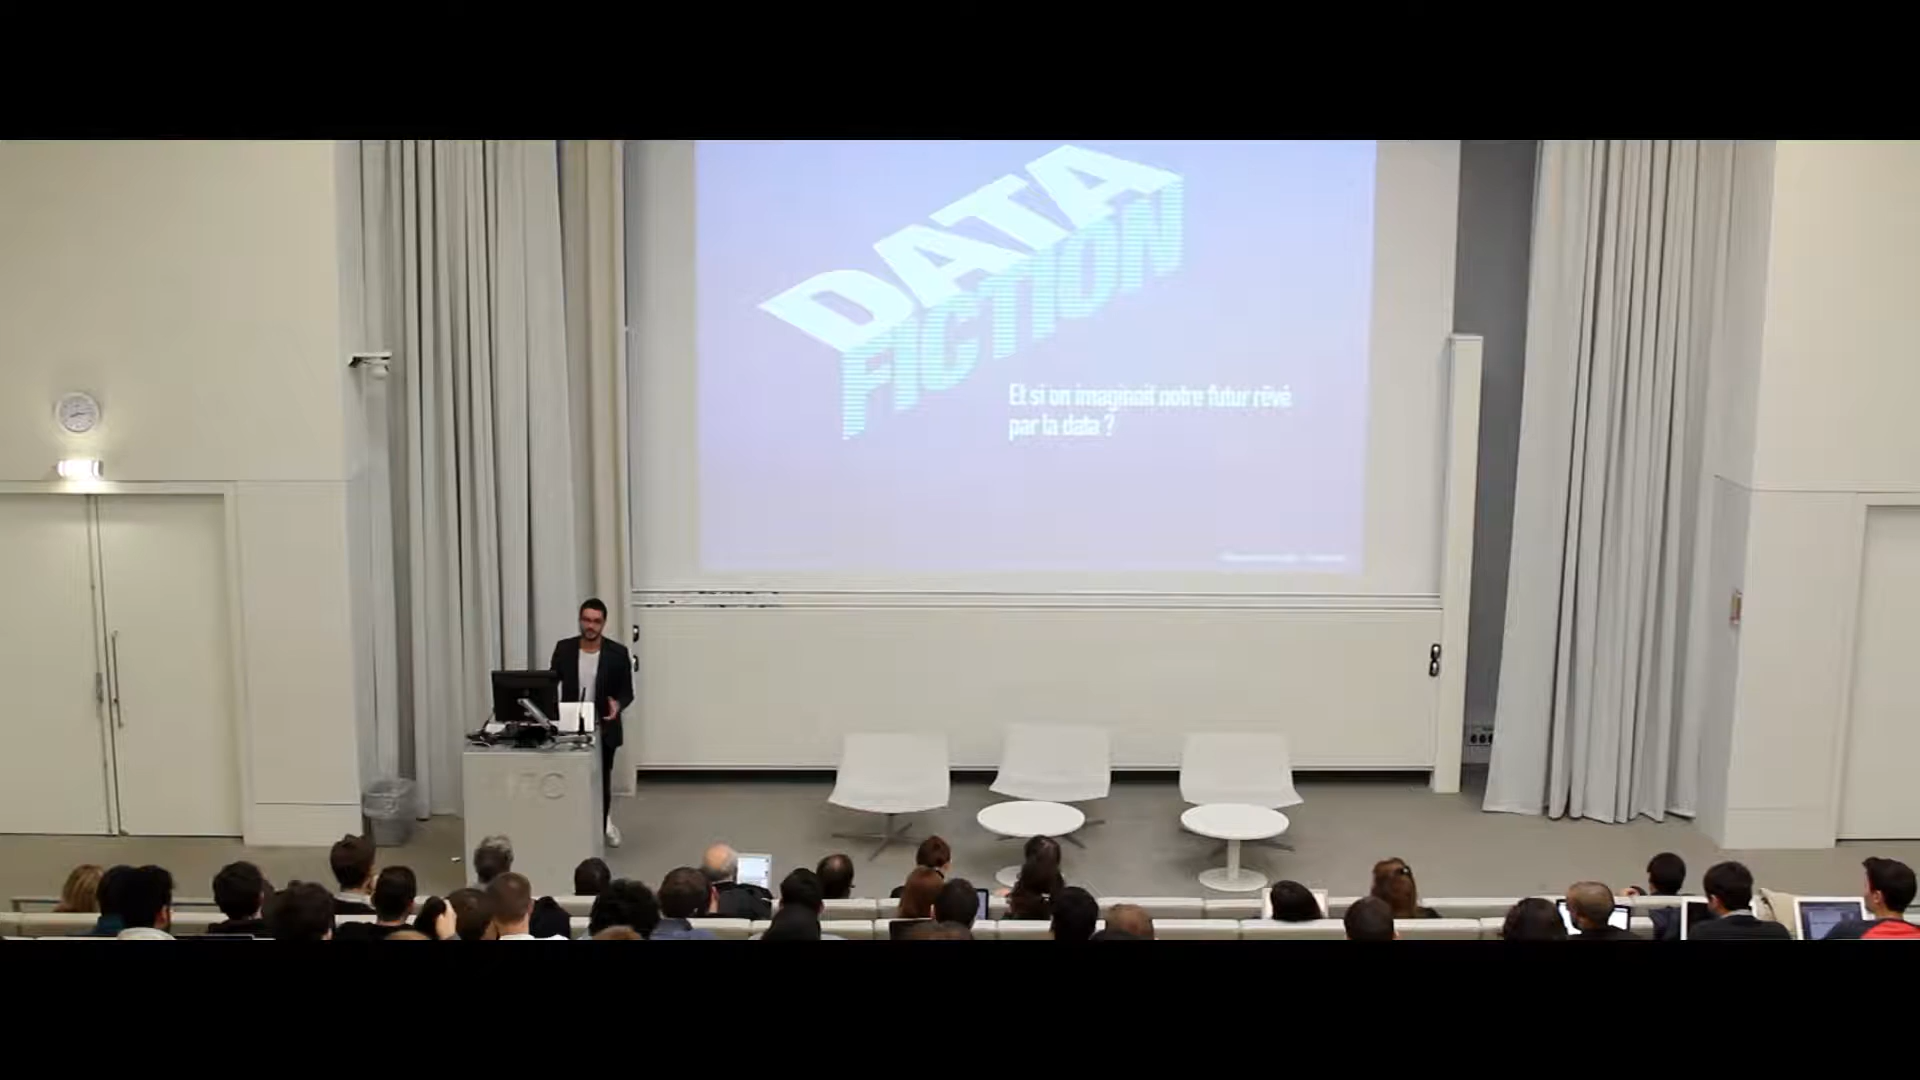 DATA
FICTION
Et si on imaginait notre futur rêvé
par la data ?